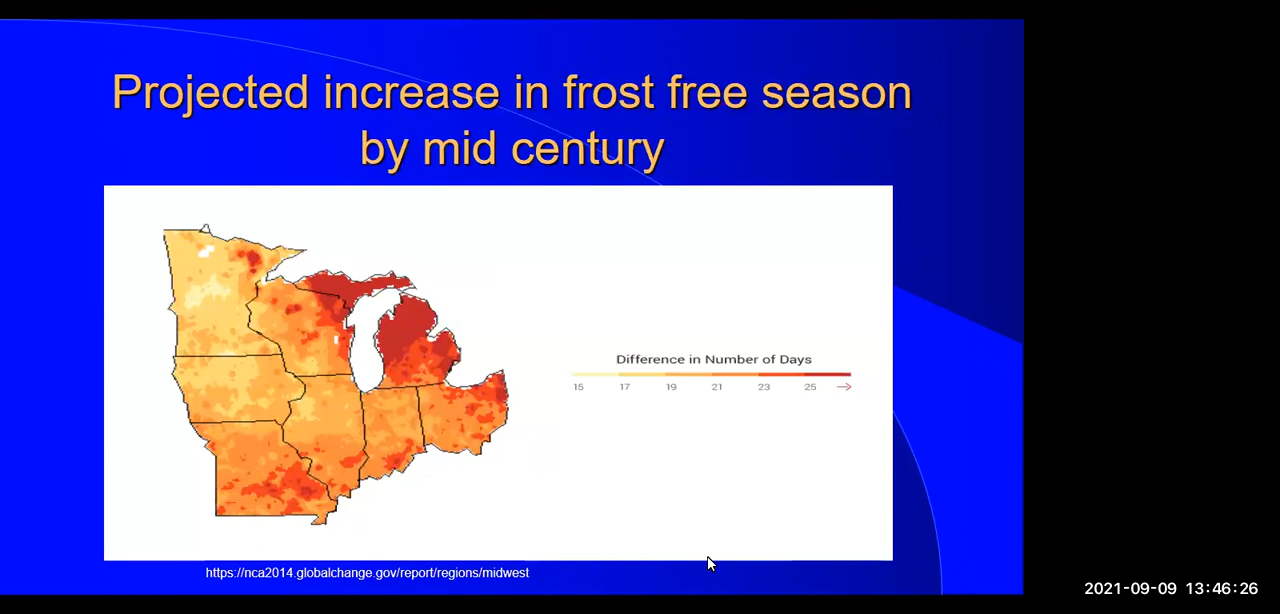 Projected increase in frost free season
by mid century
Difference in Number of Days
15 17 19 21 23 25
https://nca2014.globalchange.gov/report/regions/midwest
2021-09-09 13:46:26